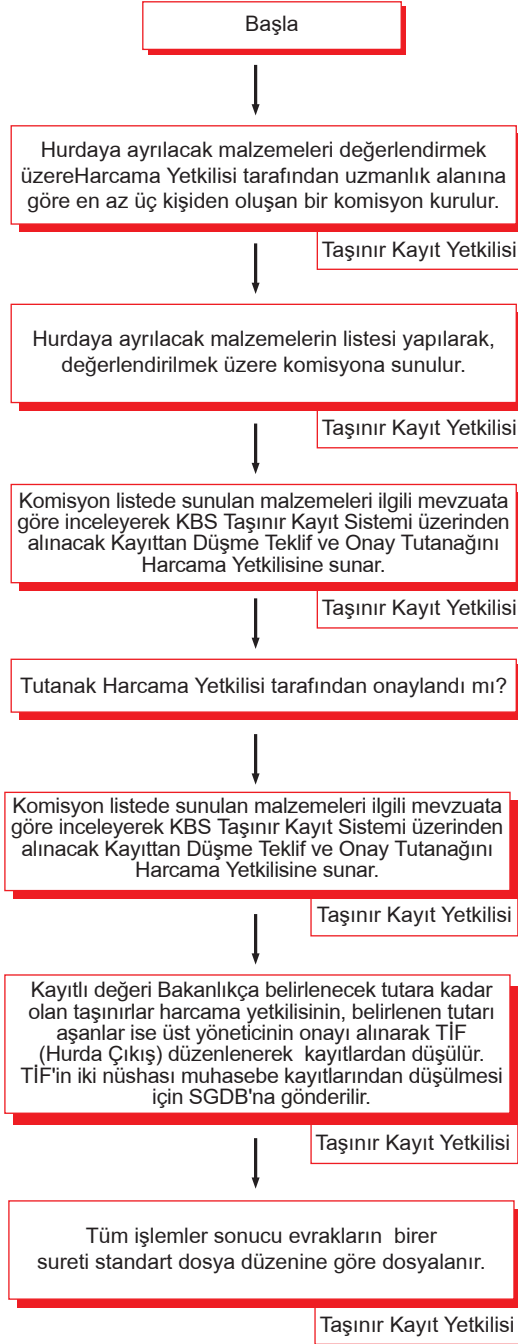 Başla
Hurdaya ayrılacak malzemeleri değerlendirmek
üzereHarcama Yetkilisi tarafından uzmanlık alanına
göre en az üç kişiden oluşan bir komisyon kurulur.
Taşınır Kayıt Yetkilisi
Hurdaya ayrılacak malzemelerin listesi yapılarak,
değerlendirilmek üzere komisyona sunulur.
Taşınır Kayıt Yetkilisi
Komisyon listede sunulan malzemeleri ilgili mevzuata
göre inceleyerek KBS Taşınır Kayıt Sistemi üzerinden
alınacak Kayıttan Düşme Teklif ve Onay Tutanağını
Harcama Yetkilisine sunar.
Taşınır Kayıt Yetkilisi
Tutanak Harcama Yetkilisi tarafından onaylandı mı?
Komisyon listede sunulan malzemeleri ilgili mevzuata
göre inceleyerek KBS Taşınır Kayıt Sistemi üzerinden
alınacak Kayıttan Düşme Teklif ve Onay Tutanağını
Harcama Yetkilisine sunar.
Taşınır Kayıt Yetkilisi
Kayıtlı değeri Bakanlıkça belirlenecek tutara kadar
olan taşınırlar harcama yetkilisinin, belirlenen tutarı
aşanlar ise üst yöneticinin onayı alınarak TİF
(Hurda Çıkış) düzenlenerek kayıtlardan düşülür.
TİF'in iki nüshası muhasebe kayıtlarından düşülmesi
için SGDB'na gönderilir.
Taşınır Kayıt Yetkilisi
Tüm işlemler sonucu evrakların birer
sureti standart dosya düzenine göre dosyalanır.
Taşınır Kayıt Yetkilisi